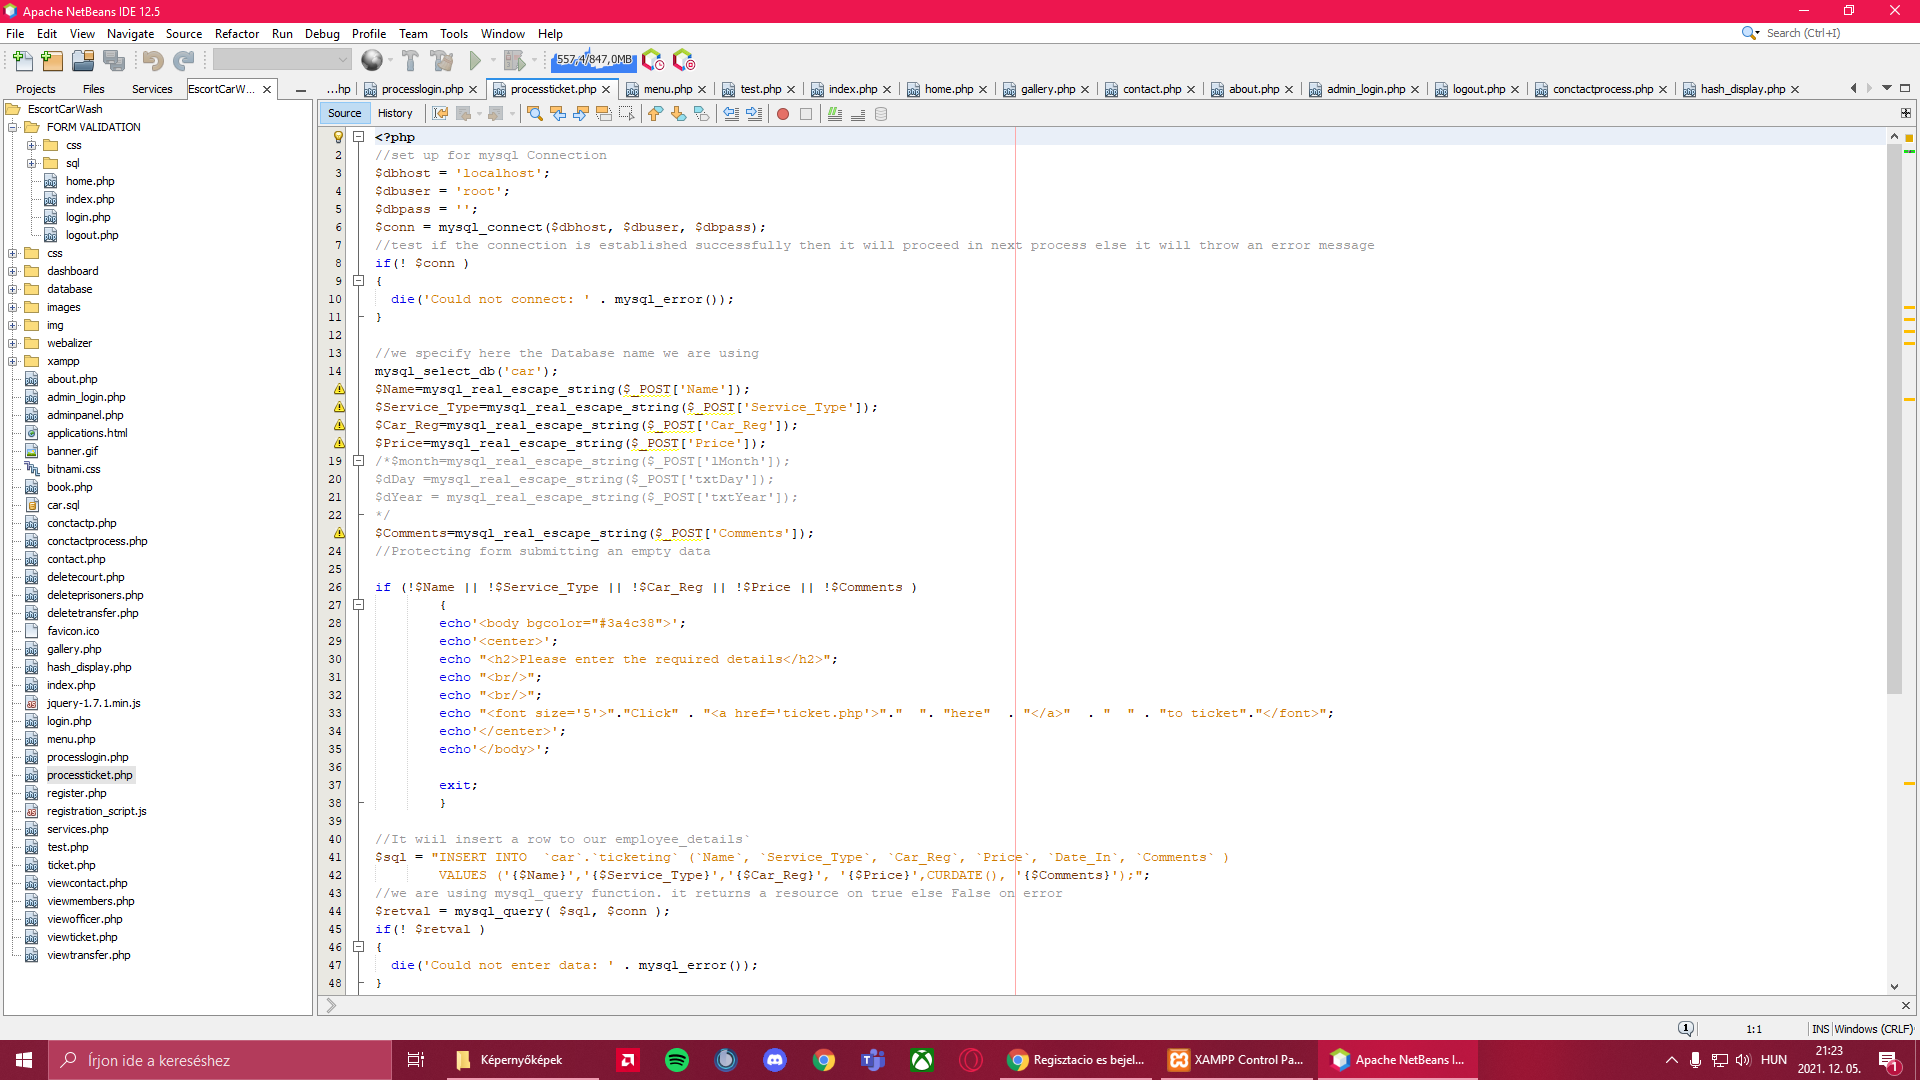 Apache NetBeans IDE 12.5
File Edit View Navigate Source Refactor Run Debug Profile Team Tools Window Help
Search (Ctrl+I)
557,4/847,0MB
Projects Files Services EscortCarW...
...hp processlogin.php processticket.php menu.php test.php index.php home.php gallery.php contact.php about.php admin_login.php logout.php conctactprocess.php hash_display.php
Source History
EscortCarWash
FORM VALIDATION
css
sql
home.php
index.php
login.php
logout.php
css
dashboard
database
images
img
webalizer
xampp
about.php
admin_login.php
adminpanel.php
applications.html
banner.gif
bitnami.css
book.php
car.sql
conctactp.php
conctactprocess.php
contact.php
deletecourt.php
deleteprisoners.php
deletetransfer.php
favicon.ico
gallery.php
hash_display.php
index.php
jquery-1.7.1.min.js
login.php
menu.php
processlogin.php
processticket.php
register.php
registration_script.js
services.php
test.php
ticket.php
viewcontact.php
viewmembers.php
viewofficer.php
viewticket.php
viewtransfer.php
<?php
2 //set up for mysql Connection
3 $dbhost = 'localhost';
4 $dbuser = 'root';
5 $dbpass = '';
6 $conn = mysql_connect($dbhost, $dbuser, $dbpass);
7 //test if the connection is established successfully then it will proceed in next process else it will throw an error message
8 if(! $conn )
9 {
10 die('Could not connect: ' . mysql_error());
11 }
12
13 //we specify here the Database name we are using
14 mysql_select_db('car');
$Name=mysql_real_escape_string($_POST['Name']);
$Service_Type=mysql_real_escape_string($_POST['Service_Type']);
$Car_Reg=mysql_real_escape_string($_POST['Car_Reg']);
$Price=mysql_real_escape_string($_POST['Price']);
19 /*$month=mysql_real_escape_string($_POST['lMonth']);
20 $dDay =mysql_real_escape_string($_POST['txtDay']);
21 $dYear = mysql_real_escape_string($_POST['txtYear']);
22 */
$Comments=mysql_real_escape_string($_POST['Comments']);
24 //Protecting form submitting an empty data
25
26 if (!$Name || !$Service_Type || !$Car_Reg || !$Price || !$Comments )
27 {
28 echo'<body bgcolor="#3a4c38">';
29 echo'<center>';
30 echo "<h2>Please enter the required details</h2>";
31 echo "<br/>";
32 echo "<br/>";
33 echo "<font size='5'>"."Click" . "<a href='ticket.php'>"."  ". "here"  . "</a>"  . "  " . "to ticket"."</font>";
34 echo'</center>';
35 echo'</body>';
36
37 exit;
38 }
39
40 //It wiil insert a row to our employee_details`
41 $sql = "INSERT INTO  `car`.`ticketing` (`Name`, `Service_Type`, `Car_Reg`, `Price`, `Date_In`, `Comments` )
42 VALUES ('{$Name}','{$Service_Type}','{$Car_Reg}', '{$Price}',CURDATE(), '{$Comments}');";
43 //we are using mysql_query function. it returns a resource on true else False on error
44 $retval = mysql_query( $sql, $conn );
45 if(! $retval )
46 {
47 die('Could not enter data: ' . mysql_error());
48 }
1 1:1 INS Windows (CRLF)
Írjon ide a kereséshez
Képernyőképek
Regisztacio es bejel...
XAMPP Control Pa...
Apache NetBeans I...
HUN
21:23
2021. 12. 05.
1